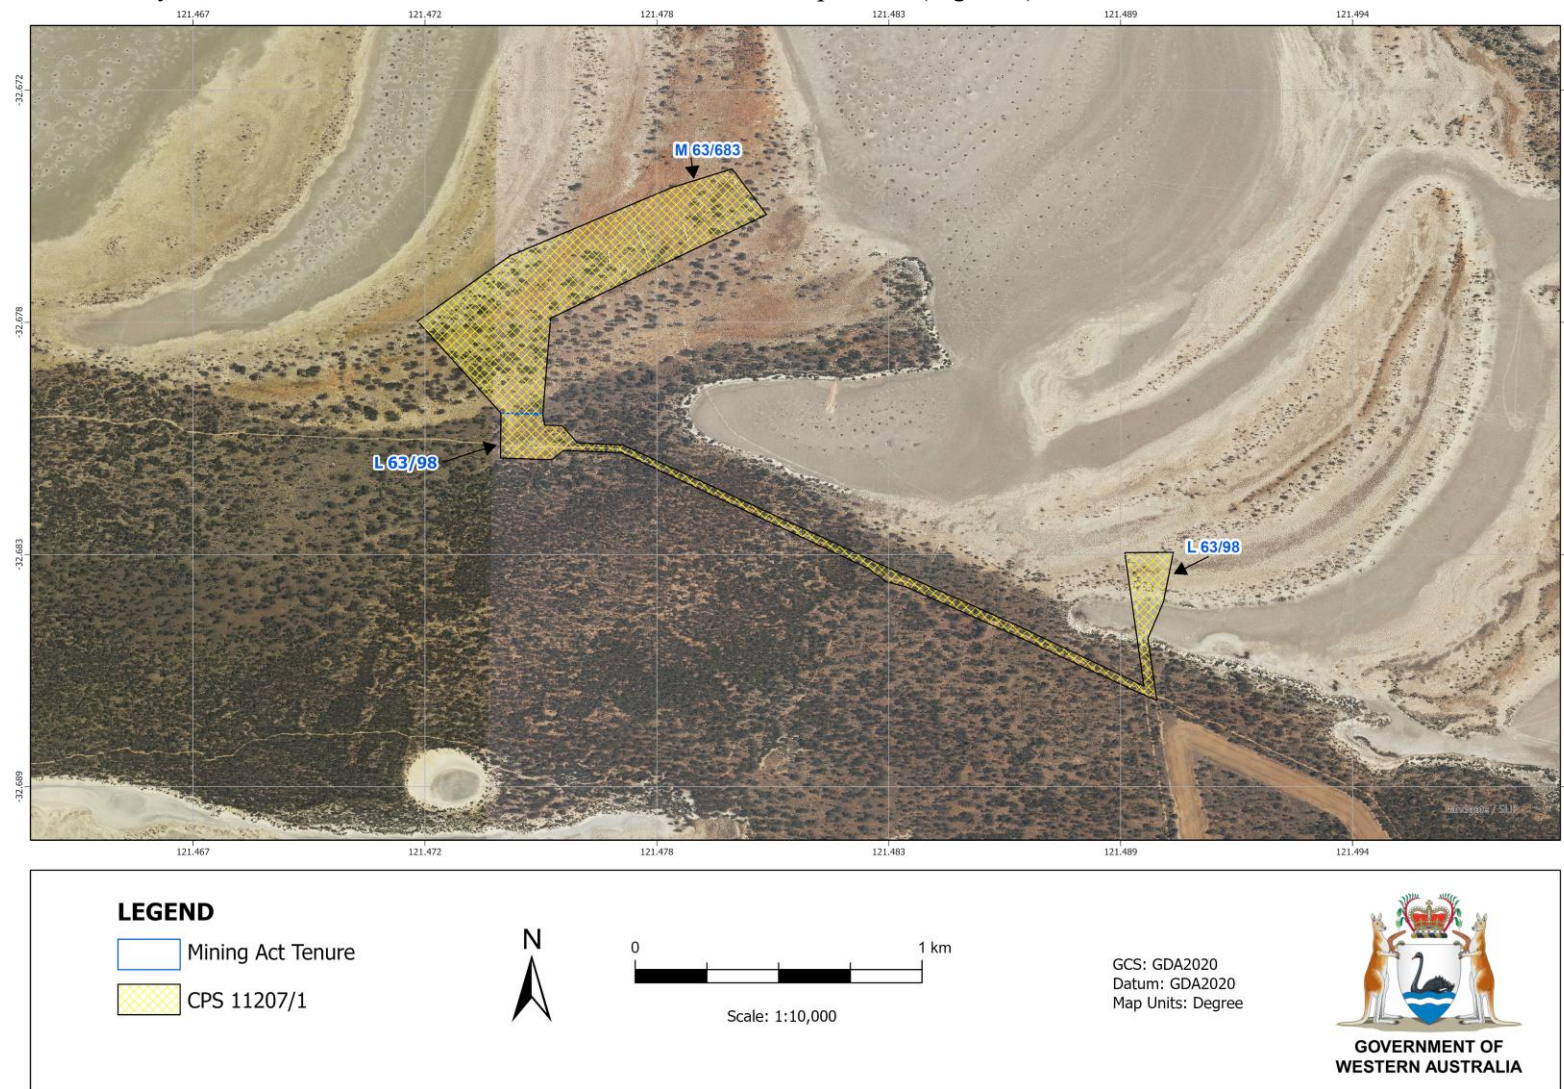 121.467 121.472 121.478 121.483 121.489 121.494
-32.672
-32.678
-32.683
-32.689
M 63/683
L 63/98
L 63/98
121.467 121.472 121.478 121.483 121.489 121.494
LEGEND
Mining Act Tenure
CPS 11207/1
N
0 1 km
Scale: 1:10,000
GCS: GDA2020
Datum: GDA2020
Map Units: Degree
GOVERNMENT OF
WESTERN AUSTRALIA